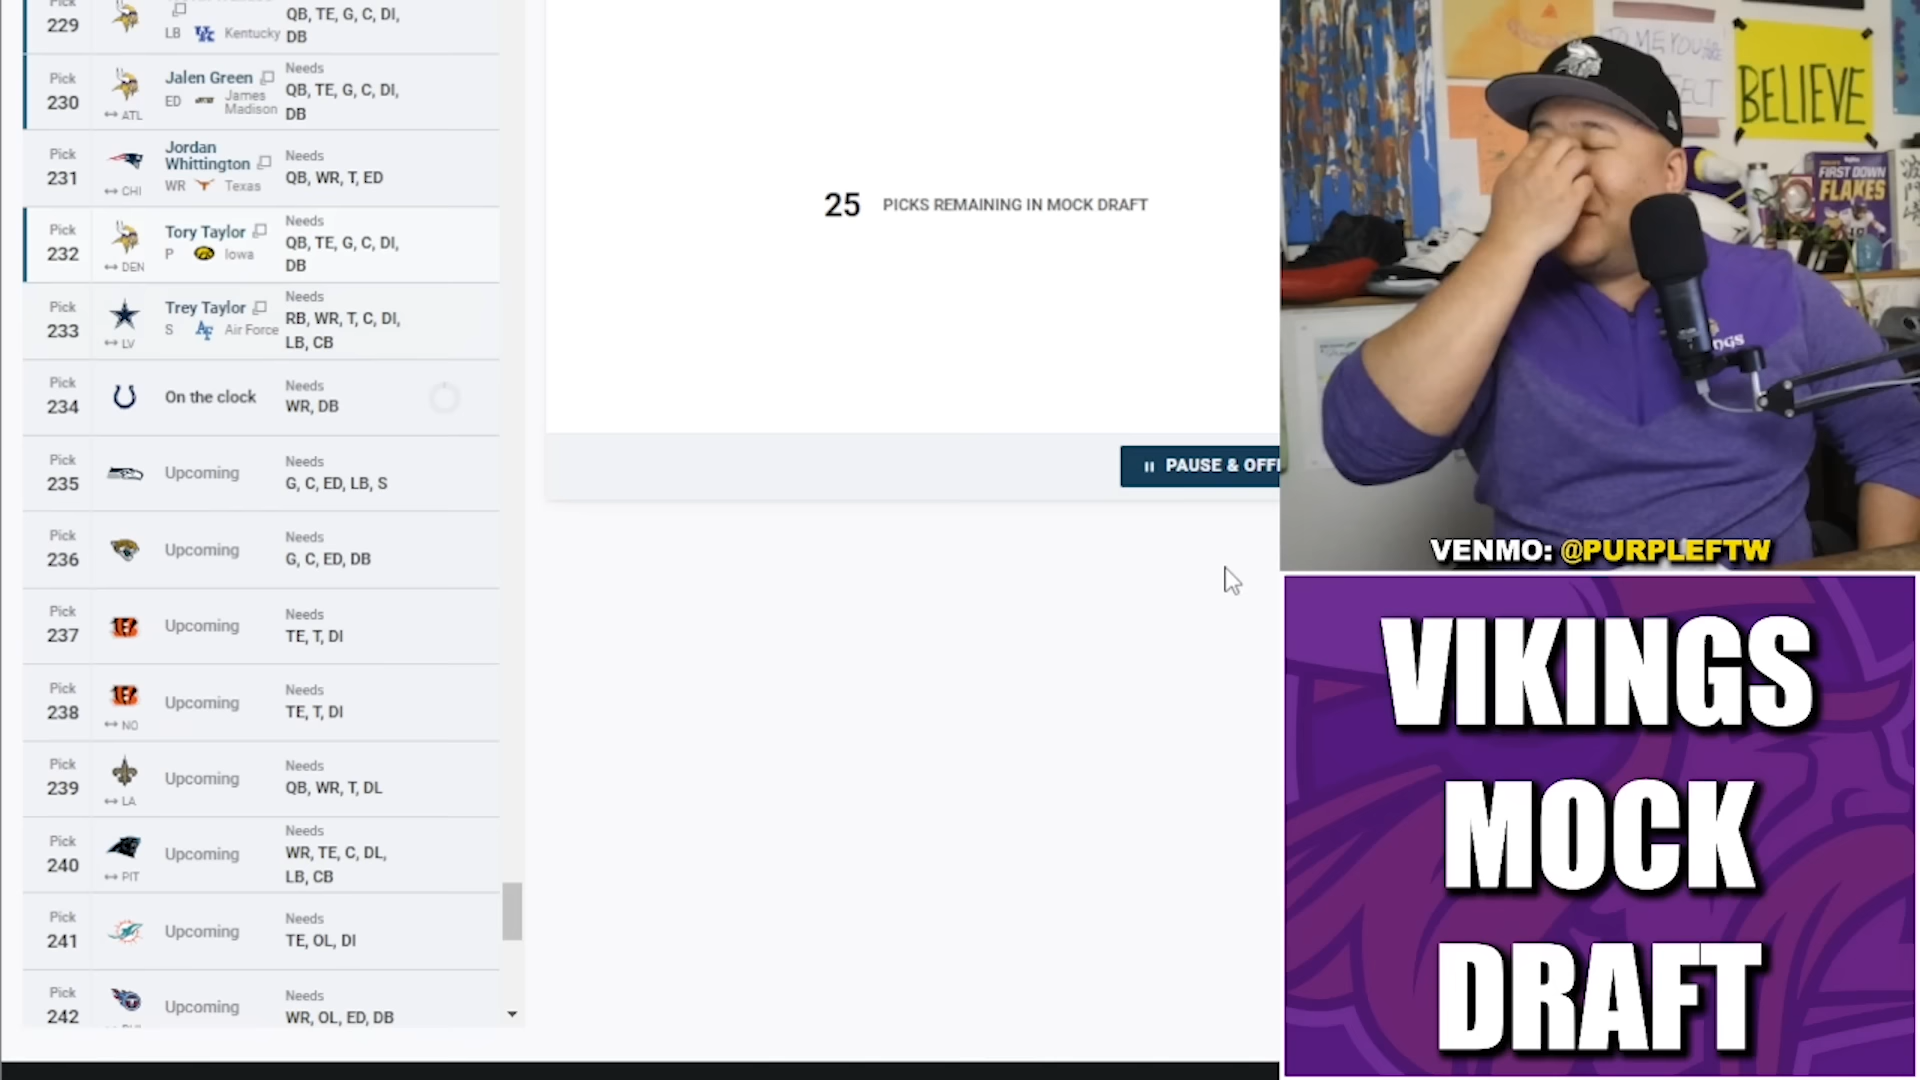 Pick
229
LB Kentucky
QB, TE, G, C, DI,
DB
Pick
230
ATL
Jalen Green
ED James
Madison
Needs
QB, TE, G, C, DI,
DB
Pick
231
CHI
Jordan
Whittington
WR Texas
Needs
QB, WR, T, ED
Pick
232
DEN
Tory Taylor
P Iowa
Needs
QB, TE, G, C, DI,
DB
Pick
233
LV
Trey Taylor
S AF Air Force
Needs
RB, WR, T, C, DI,
LB, CB
Pick
234
On the clock
Needs
WR, DB
Pick
235
Upcoming
Needs
G, C, ED, LB, S
Pick
236
Upcoming
Needs
G, C, ED, DB
Pick
237
Upcoming
Needs
TE, T, DI
Pick
238
NO
Upcoming
Needs
TE, T, DI
Pick
239
LA
Upcoming
Needs
QB, WR, T, DL
Pick
240
PIT
Upcoming
Needs
WR, TE, C, DL,
LB, CB
Pick
241
Upcoming
Needs
TE, OL, DI
Pick
242
Upcoming
Needs
WR, OL, ED, DB
25 PICKS REMAINING IN MOCK DRAFT
PAUSE & OFF
TO ME YOU ARE
BELIEVE
FIRST DOWN
FLAKES
VENMO: @PURPLEFTW
VIKINGS
MOCK
DRAFT